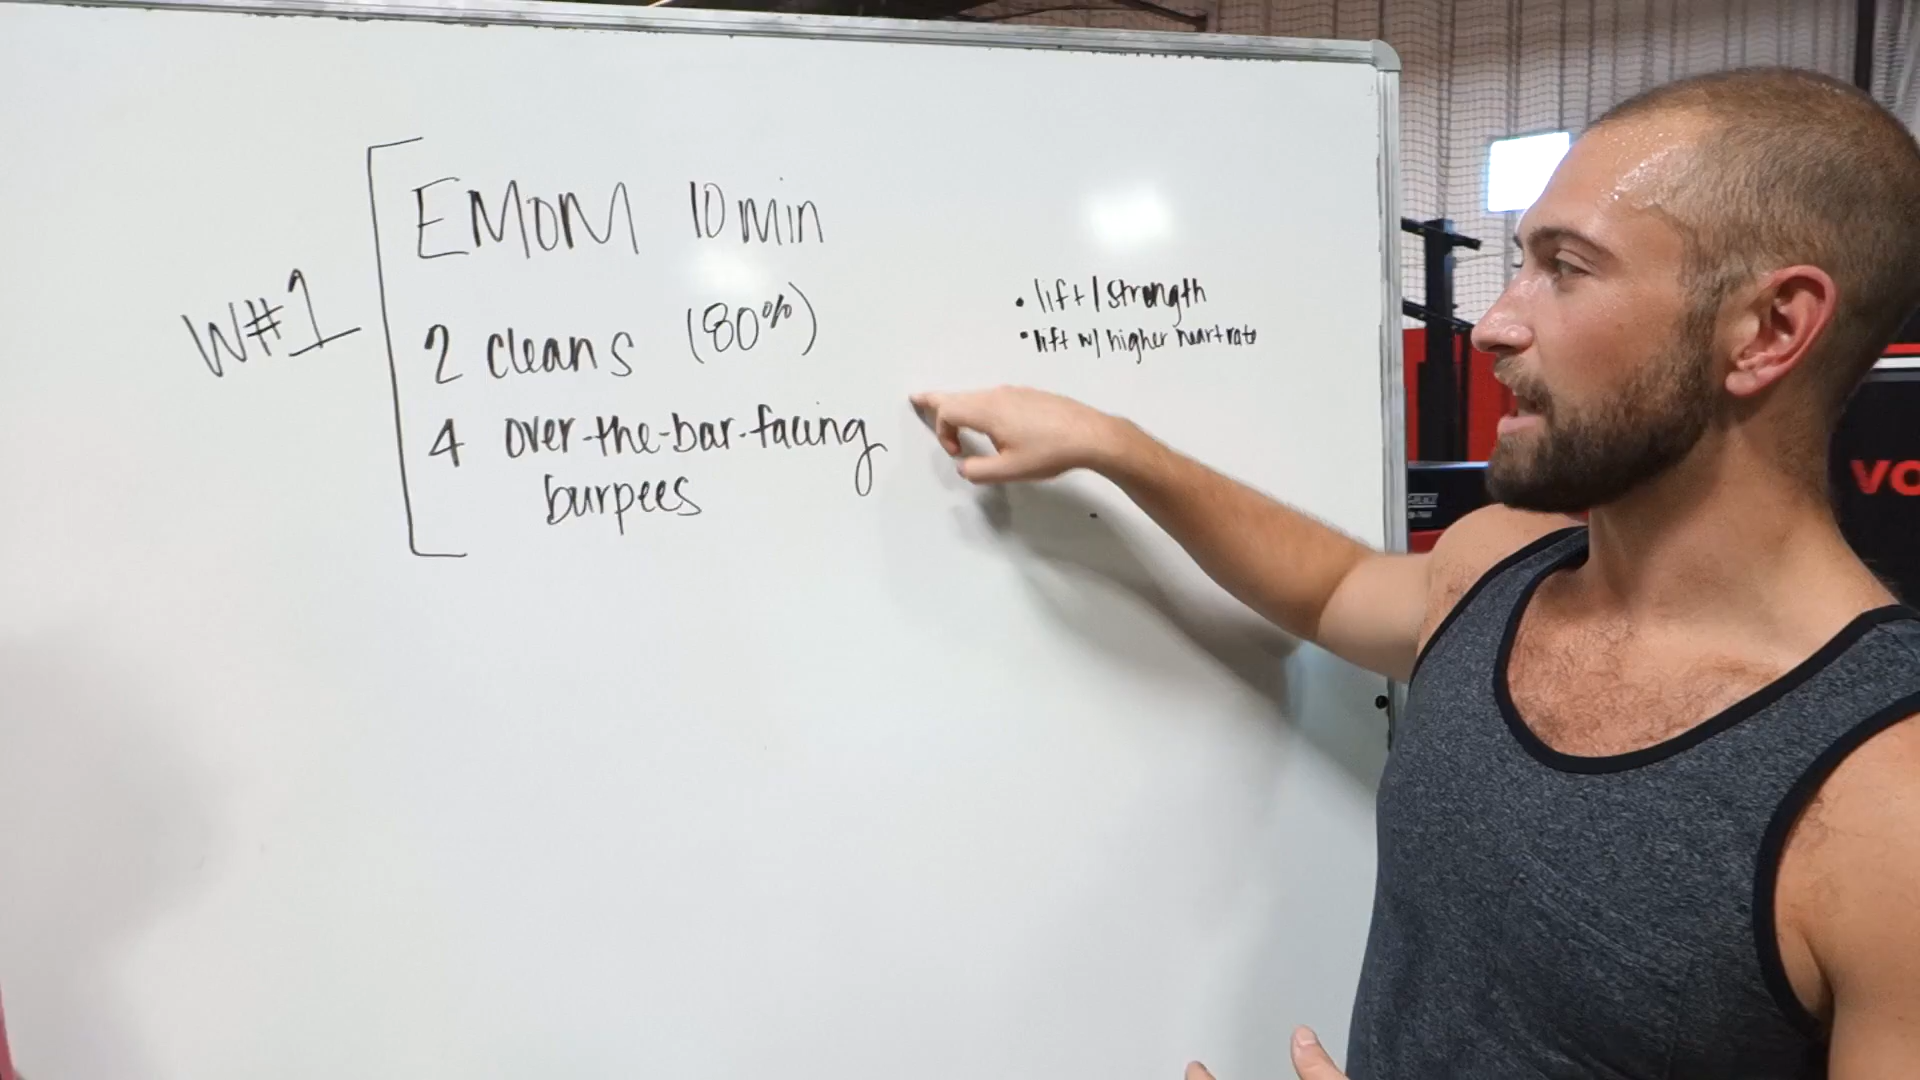 EMOM 10 min
W#1
2 cleans (80%)
4 over-the-bar-facing
burpees
• lift/strength
• lift w/ higher heart rate
VO